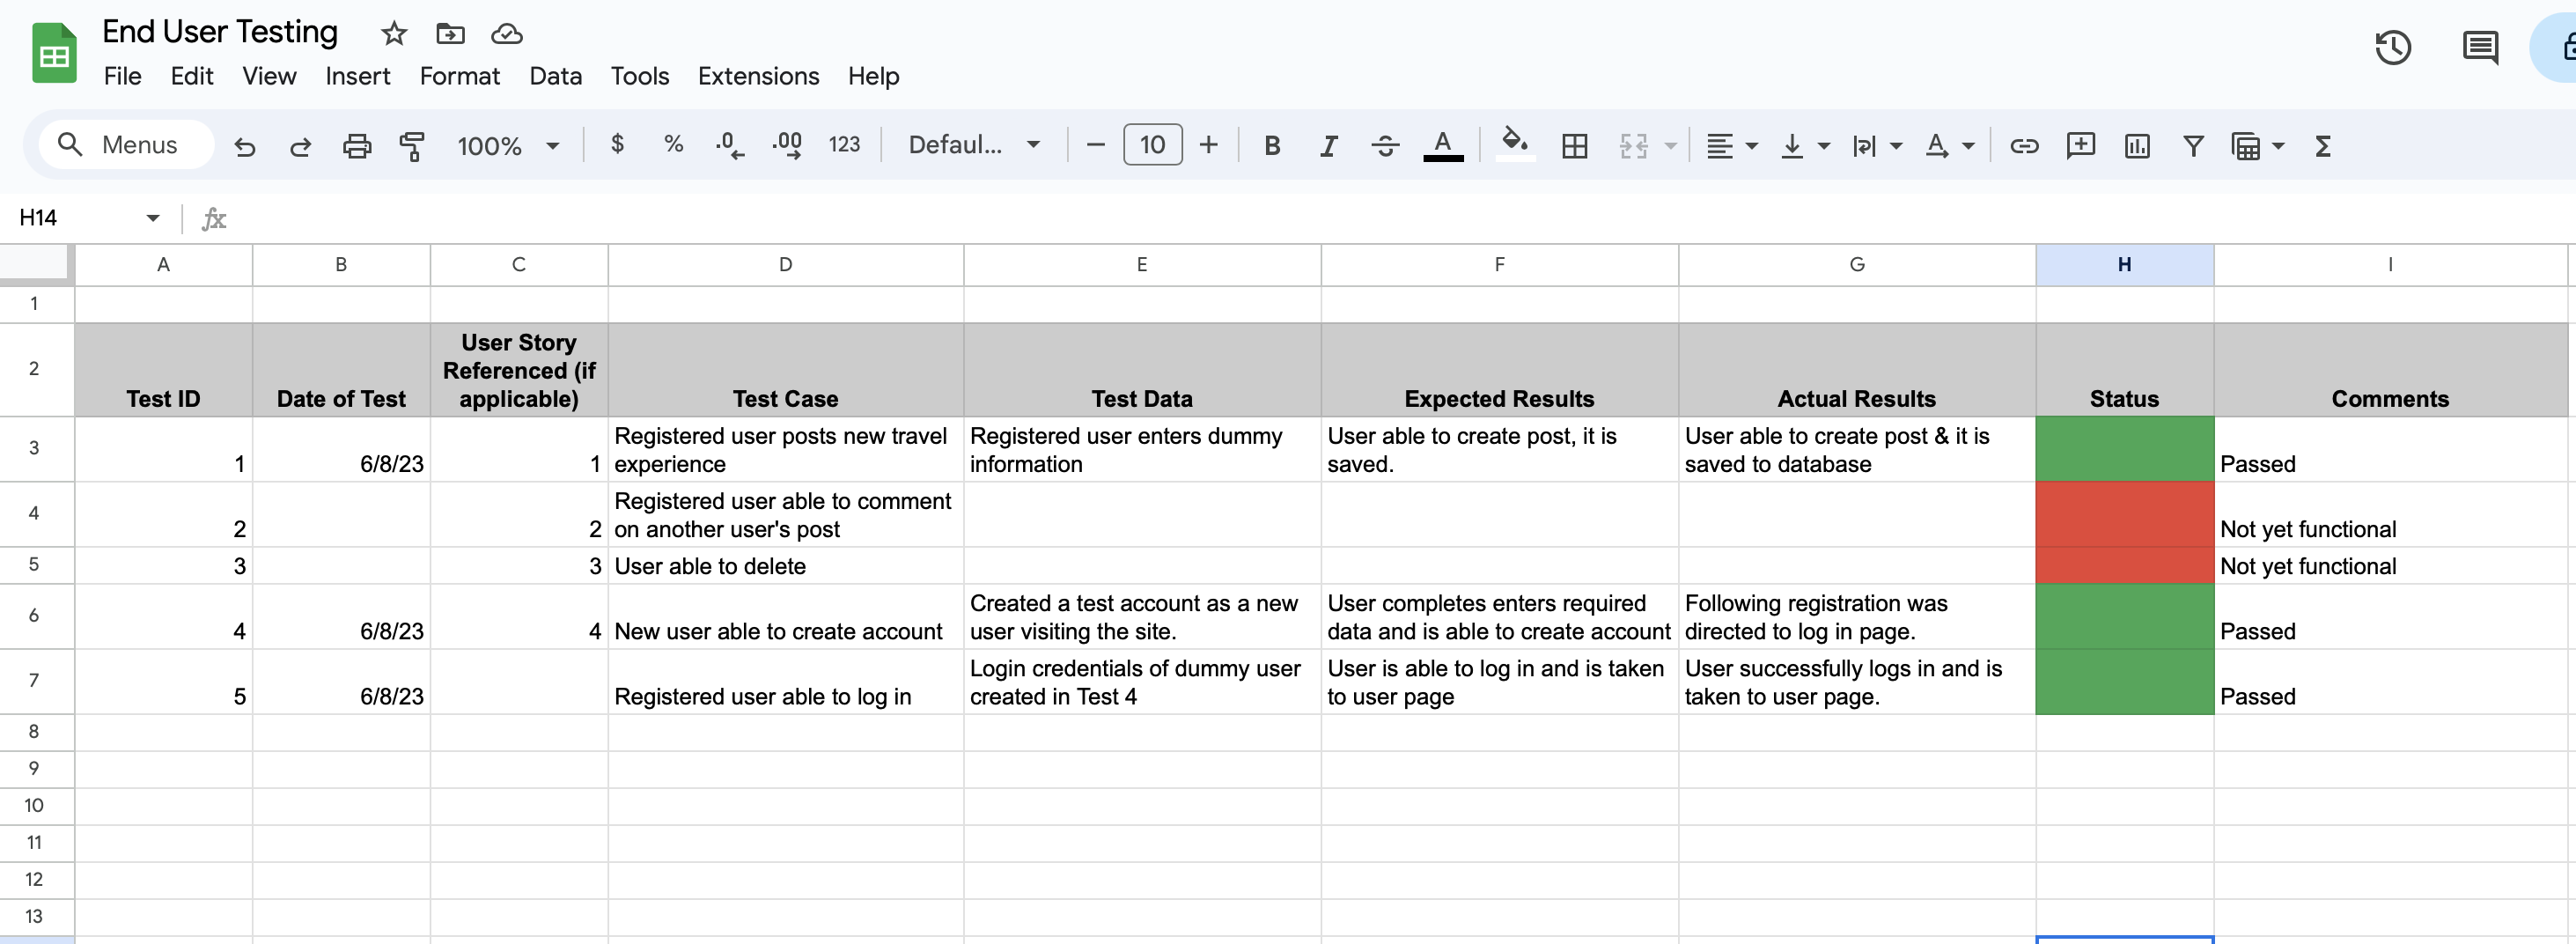 End User Testing
File Edit View Insert Format Data Tools Extensions Help
Menus 100% $ % .0 .00 123 Defaul... 10 B I A Σ
H14 fx
A B C D E F G H I
1
2
Test ID
Date of Test
User Story
Referenced (if
applicable)
Test Case
Test Data
Expected Results
Actual Results
Status
Comments
3
1
6/8/23
1
Registered user posts new travel
experience
Registered user enters dummy
information
User able to create post, it is
saved.
User able to create post & it is
saved to database
Passed
4
2
2
Registered user able to comment
on another user's post
Not yet functional
5
3
3
User able to delete
Not yet functional
6
4
6/8/23
4
New user able to create account
Created a test account as a new
user visiting the site.
User completes enters required
data and is able to create account
Following registration was
directed to log in page.
Passed
7
5
6/8/23
Registered user able to log in
Login credentials of dummy user
created in Test 4
User is able to log in and is taken
to user page
User successfully logs in and is
taken to user page.
Passed
8
9
10
11
12
13